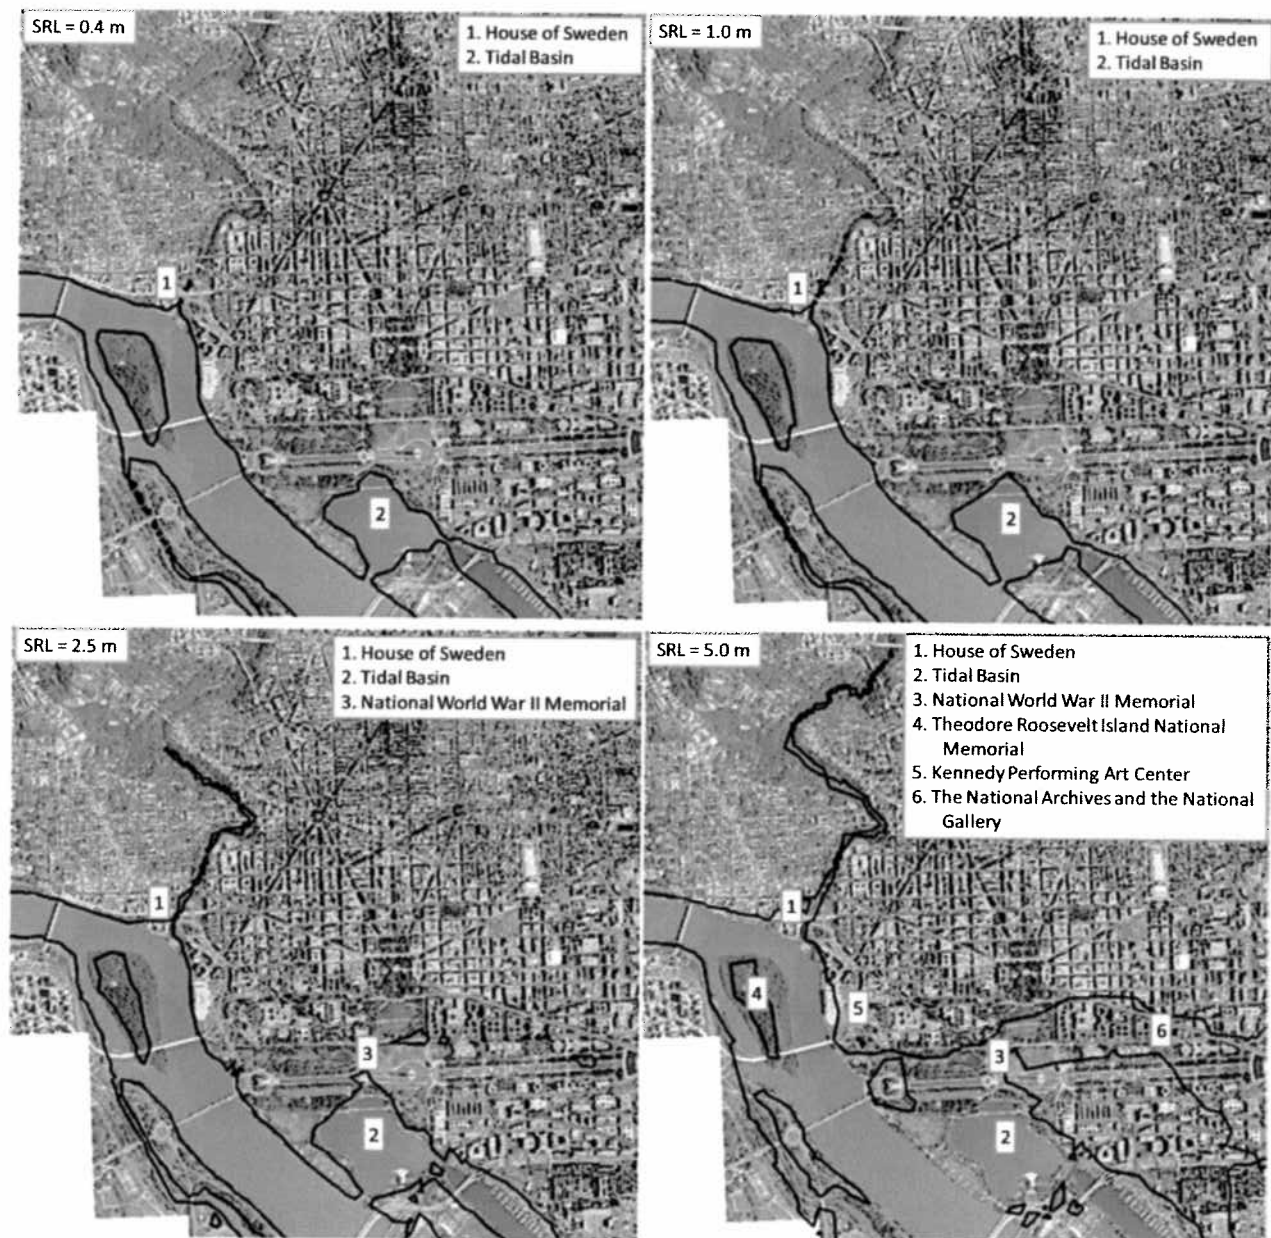 SRL = 0.4 m
1. House of Sweden
2. Tidal Basin
1
2
SRL = 1.0 m
1. House of Sweden
2. Tidal Basin
1
2
SRL = 2.5 m
1. House of Sweden
2. Tidal Basin
3. National World War II Memorial
1
3
2
SRL = 5.0 m
1. House of Sweden
2. Tidal Basin
3. National World War II Memorial
4. Theodore Roosevelt Island National
Memorial
5. Kennedy Performing Art Center
6. The National Archives and the National
Gallery
1
4
5
6
3
2